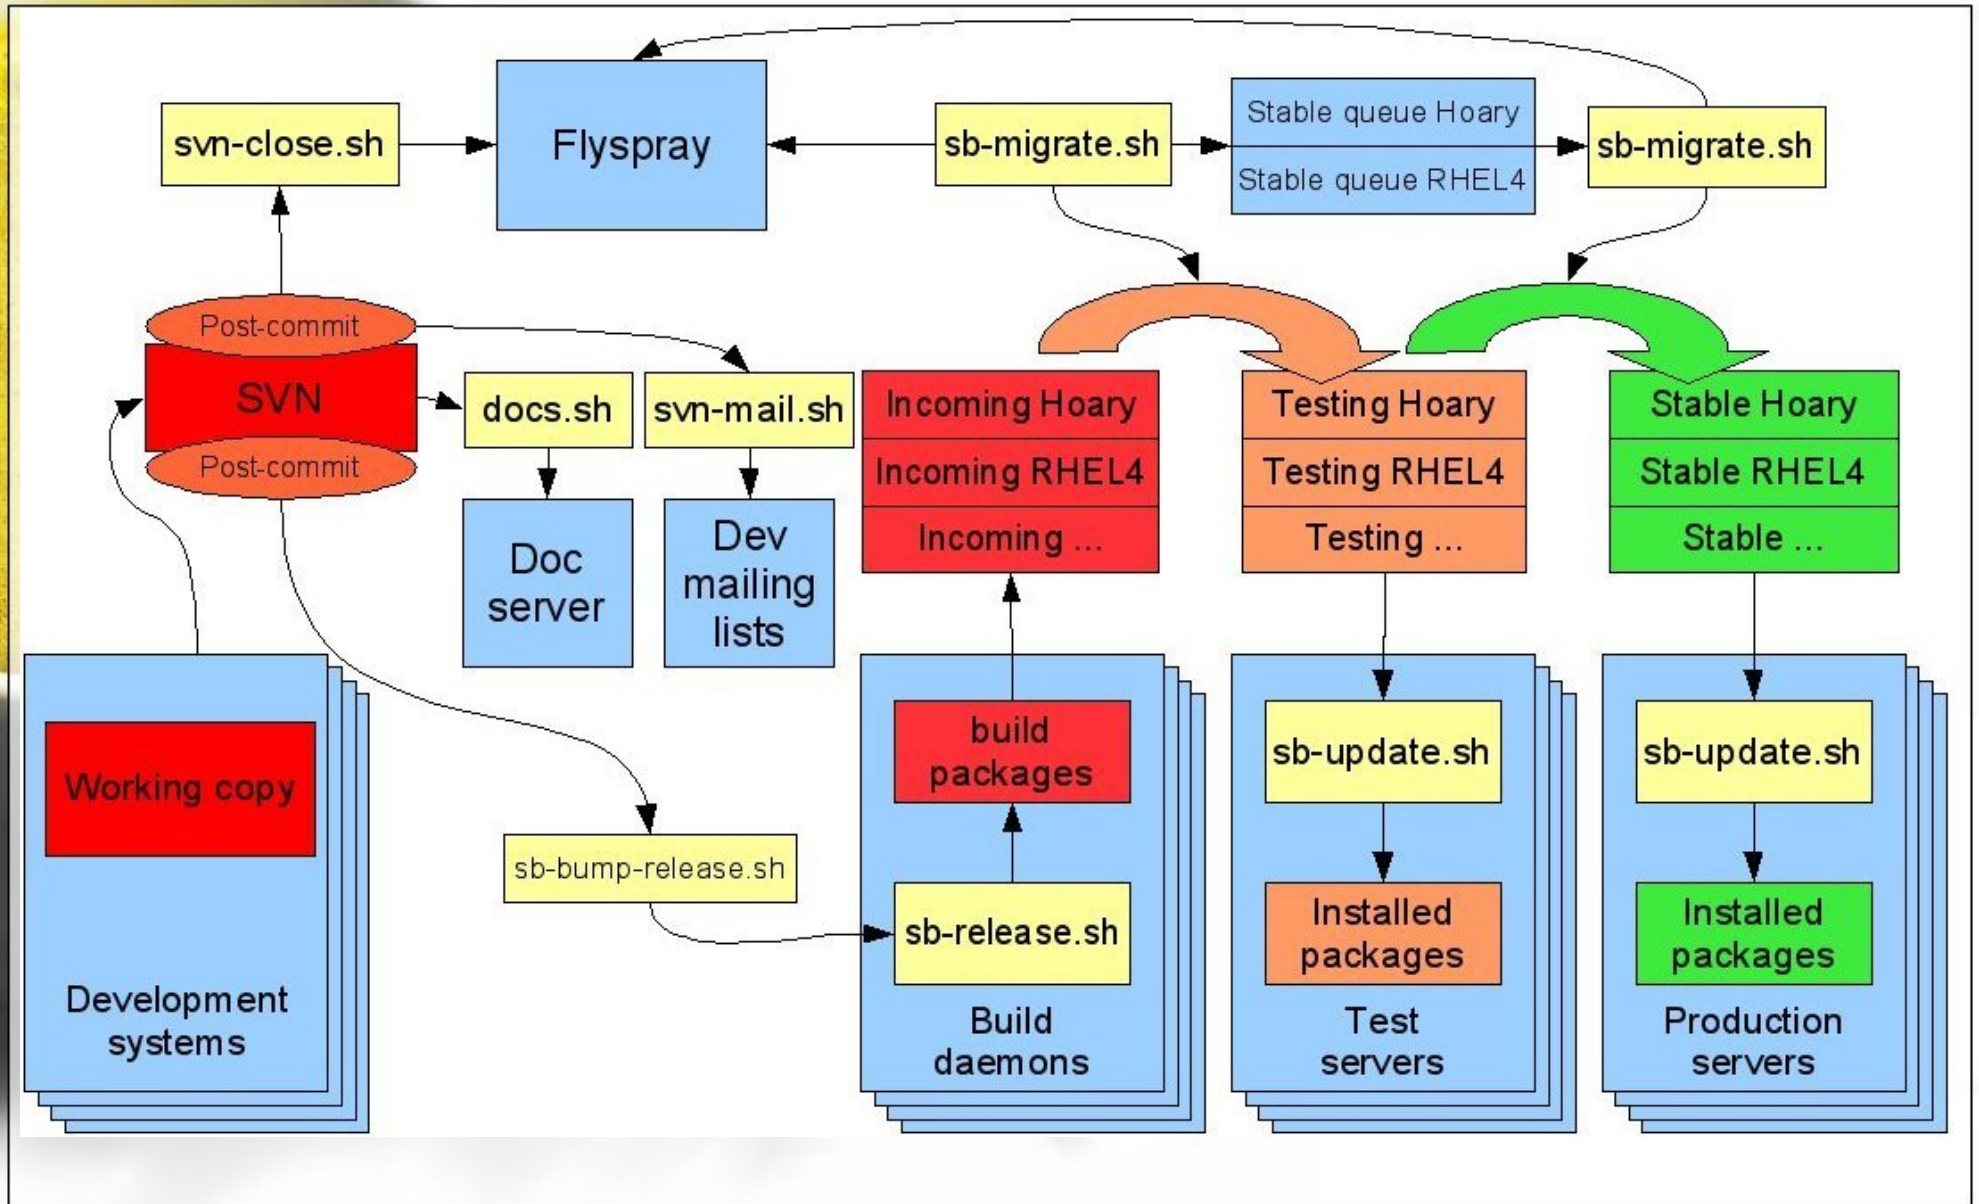 svn-close.sh
Flyspray
sb-migrate.sh
Stable queue Hoary
Stable queue RHEL4
sb-migrate.sh
Post-commit
SVN
Post-commit
docs.sh
svn-mail.sh
Doc
server
Dev
mailing
lists
Incoming Hoary
Incoming RHEL4
Incoming ...
Testing Hoary
Testing RHEL4
Testing ...
Stable Hoary
Stable RHEL4
Stable ...
Working copy
Development
systems
sb-bump-release.sh
build
packages
sb-release.sh
Build
daemons
sb-update.sh
Installed
packages
Test
servers
sb-update.sh
Installed
packages
Production
servers